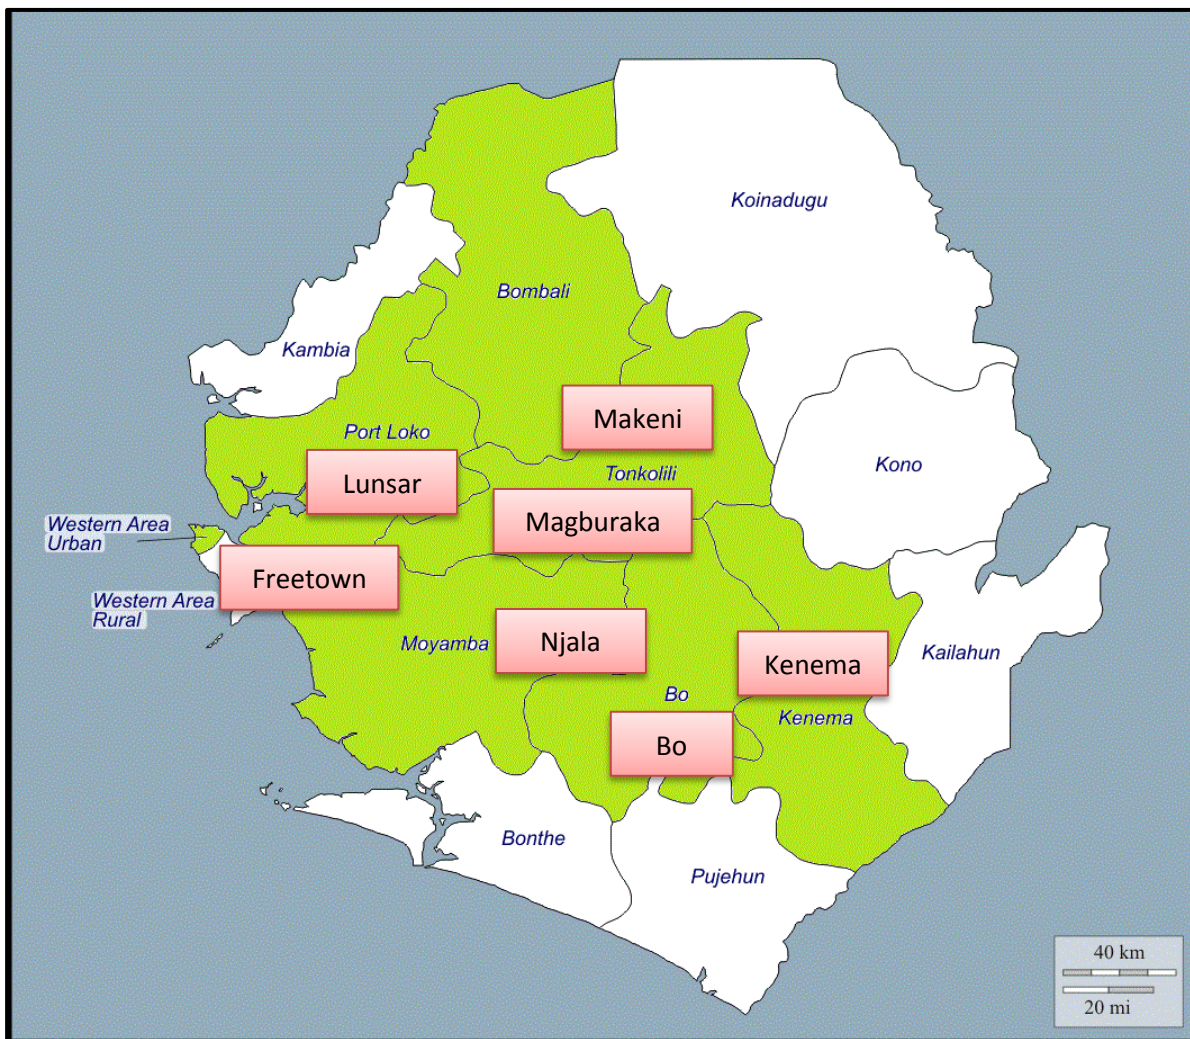 Koinadugu
Bombali
Kambia
Makeni
Port Loko
Kono
Tonkolili
Lunsar
Magburaka
Western Area
Urban
Freetown
Western Area
Rural
Njala
Moyamba
Kenema
Kailahun
Bo
Kenema
Bo
Bonthe
Pujehun
40 km
20 mi